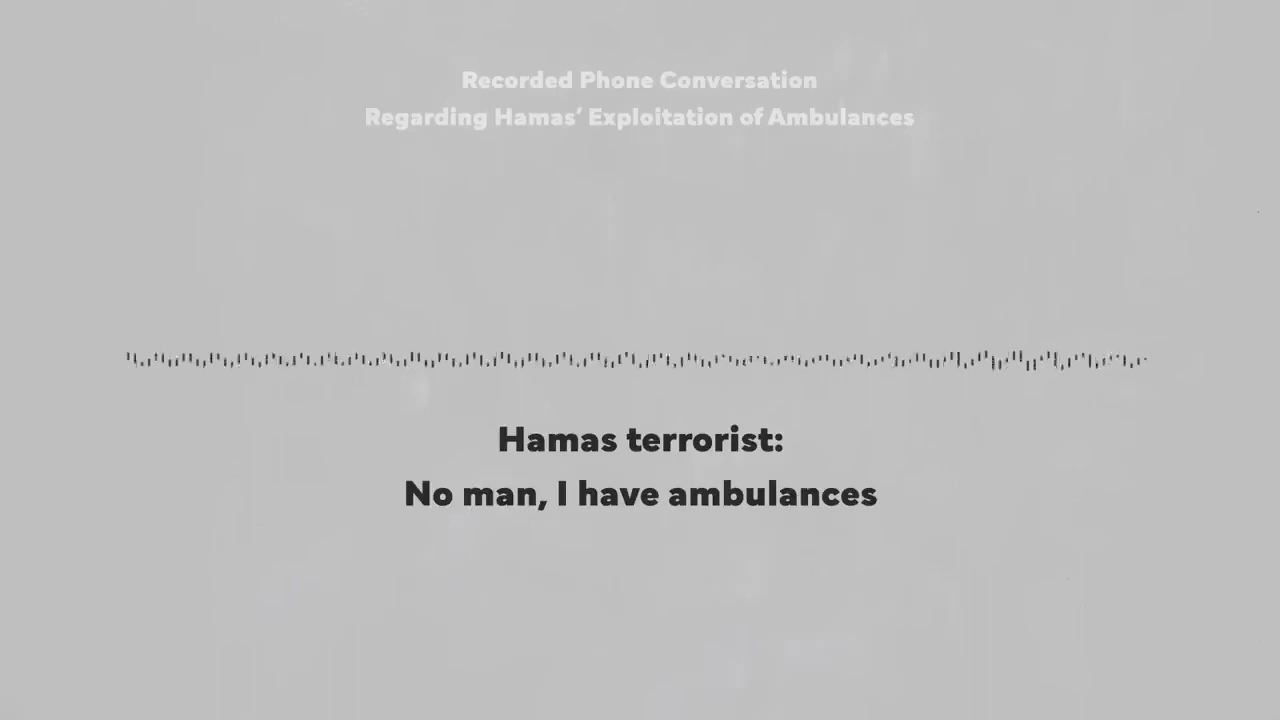 Recorded Phone Conversation
Regarding Hamas’ Exploitation of Ambulances
Hamas terrorist:
No man, I have ambulances